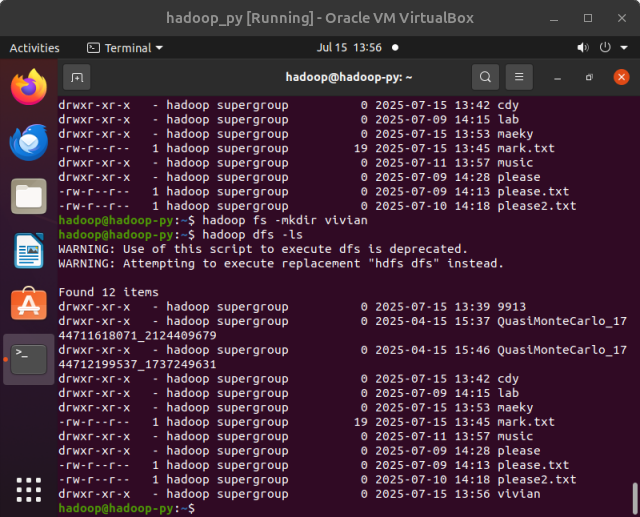 hadoop_py [Running] - Oracle VM VirtualBox
Activities Terminal Jul 15 13:56
hadoop@hadoop-py: ~
drwxr-xr-x   - hadoop supergroup          0 2025-07-15 13:42 cdy
drwxr-xr-x   - hadoop supergroup          0 2025-07-09 14:15 lab
drwxr-xr-x   - hadoop supergroup          0 2025-07-15 13:53 maeky
-rw-r--r--   1 hadoop supergroup         19 2025-07-15 13:45 mark.txt
drwxr-xr-x   - hadoop supergroup          0 2025-07-11 13:57 music
drwxr-xr-x   - hadoop supergroup          0 2025-07-09 14:28 please
-rw-r--r--   1 hadoop supergroup          0 2025-07-09 14:13 please.txt
-rw-r--r--   1 hadoop supergroup          0 2025-07-10 14:18 please2.txt
hadoop@hadoop-py:~$ hadoop fs -mkdir vivian
hadoop@hadoop-py:~$ hadoop dfs -ls
WARNING: Use of this script to execute dfs is deprecated.
WARNING: Attempting to execute replacement "hdfs dfs" instead.
Found 12 items
drwxr-xr-x   - hadoop supergroup          0 2025-07-15 13:39 9913
drwxr-xr-x   - hadoop supergroup          0 2025-04-15 15:37 QuasiMonteCarlo_17
44711618071_2124409679
drwxr-xr-x   - hadoop supergroup          0 2025-04-15 15:46 QuasiMonteCarlo_17
44712199537_1737249631
drwxr-xr-x   - hadoop supergroup          0 2025-07-15 13:42 cdy
drwxr-xr-x   - hadoop supergroup          0 2025-07-09 14:15 lab
drwxr-xr-x   - hadoop supergroup          0 2025-07-15 13:53 maeky
-rw-r--r--   1 hadoop supergroup         19 2025-07-15 13:45 mark.txt
drwxr-xr-x   - hadoop supergroup          0 2025-07-11 13:57 music
drwxr-xr-x   - hadoop supergroup          0 2025-07-09 14:28 please
-rw-r--r--   1 hadoop supergroup          0 2025-07-09 14:13 please.txt
-rw-r--r--   1 hadoop supergroup          0 2025-07-10 14:18 please2.txt
drwxr-xr-x   - hadoop supergroup          0 2025-07-15 13:56 vivian
hadoop@hadoop-py:~$